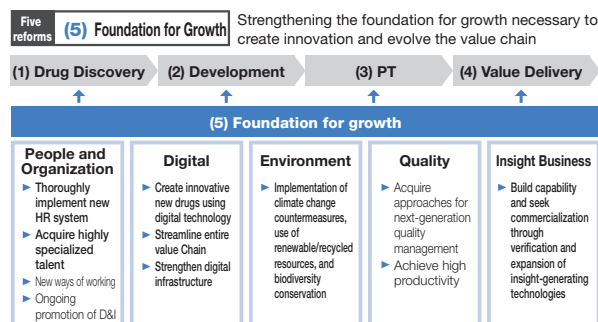 Five
reforms
(5) Foundation for Growth
Strengthening the foundation for growth necessary to
create innovation and evolve the value chain
(1) Drug Discovery
(2) Development
(3) PT
(4) Value Delivery
(5) Foundation for growth
People and
Organization
► Thoroughly
implement new
HR system
► Acquire highly
specialized
talent
► New ways of working
► Ongoing
promotion of D&I
Digital
► Create innovative
new drugs using
digital technology
► Streamline entire
value Chain
► Strengthen digital
infrastructure
Environment
► Implementation of
climate change
countermeasures,
use of
renewable/recycled
resources, and
biodiversity
conservation
Quality
► Acquire
approaches for
next-generation
quality
management
► Achieve high
productivity
Insight Business
► Build capability
and seek
commercialization
through
verification and
expansion of
insight-generating
technologies